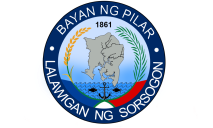 BAYAN NG PILAR
1861
LALAWIGAN NG SORSOGON